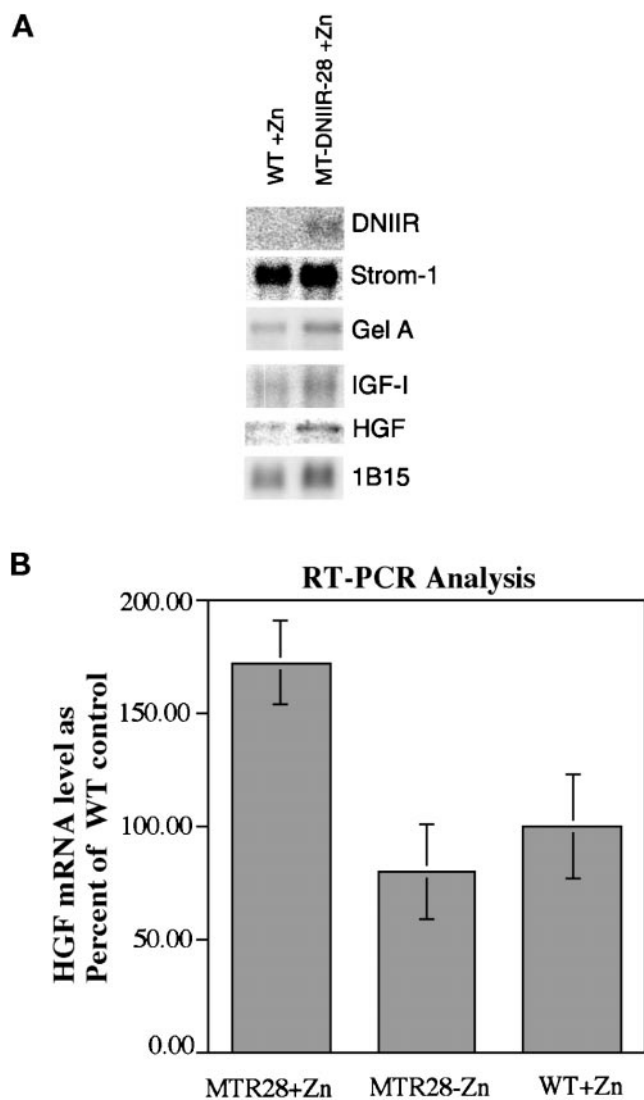 A
WT +Zn
MT-DNIIR-28 +Zn
DNIIR
Strom-1
Gel A
IGF-I
HGF
1B15
B
RT-PCR Analysis
HGF mRNA level as
Percent of WT control
200.00
150.00
100.00
50.00
0.00
MTR28+Zn
MTR28-Zn
WT+Zn